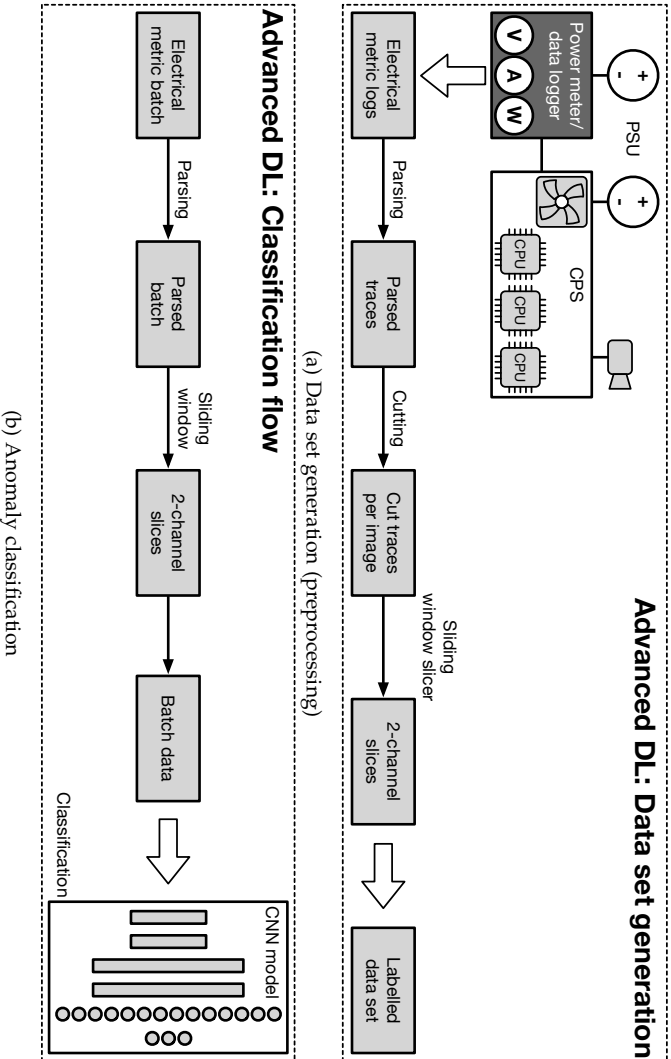 Advanced DL: Data set generation
PSU
+
-
+
-
Power meter/
data logger
V
A
W
CPS
CPU
CPU
CPU
Electrical
metric logs
Parsing
Parsed
traces
Cutting
Cut traces
per image
Sliding
window slicer
2-channel
slices
Labelled
data set
(a) Data set generation (preprocessing)
Advanced DL: Classification flow
Electrical
metric batch
Parsing
Parsed
batch
Sliding
window
2-channel
slices
Batch data
CNN model
Classification
(b) Anomaly classification